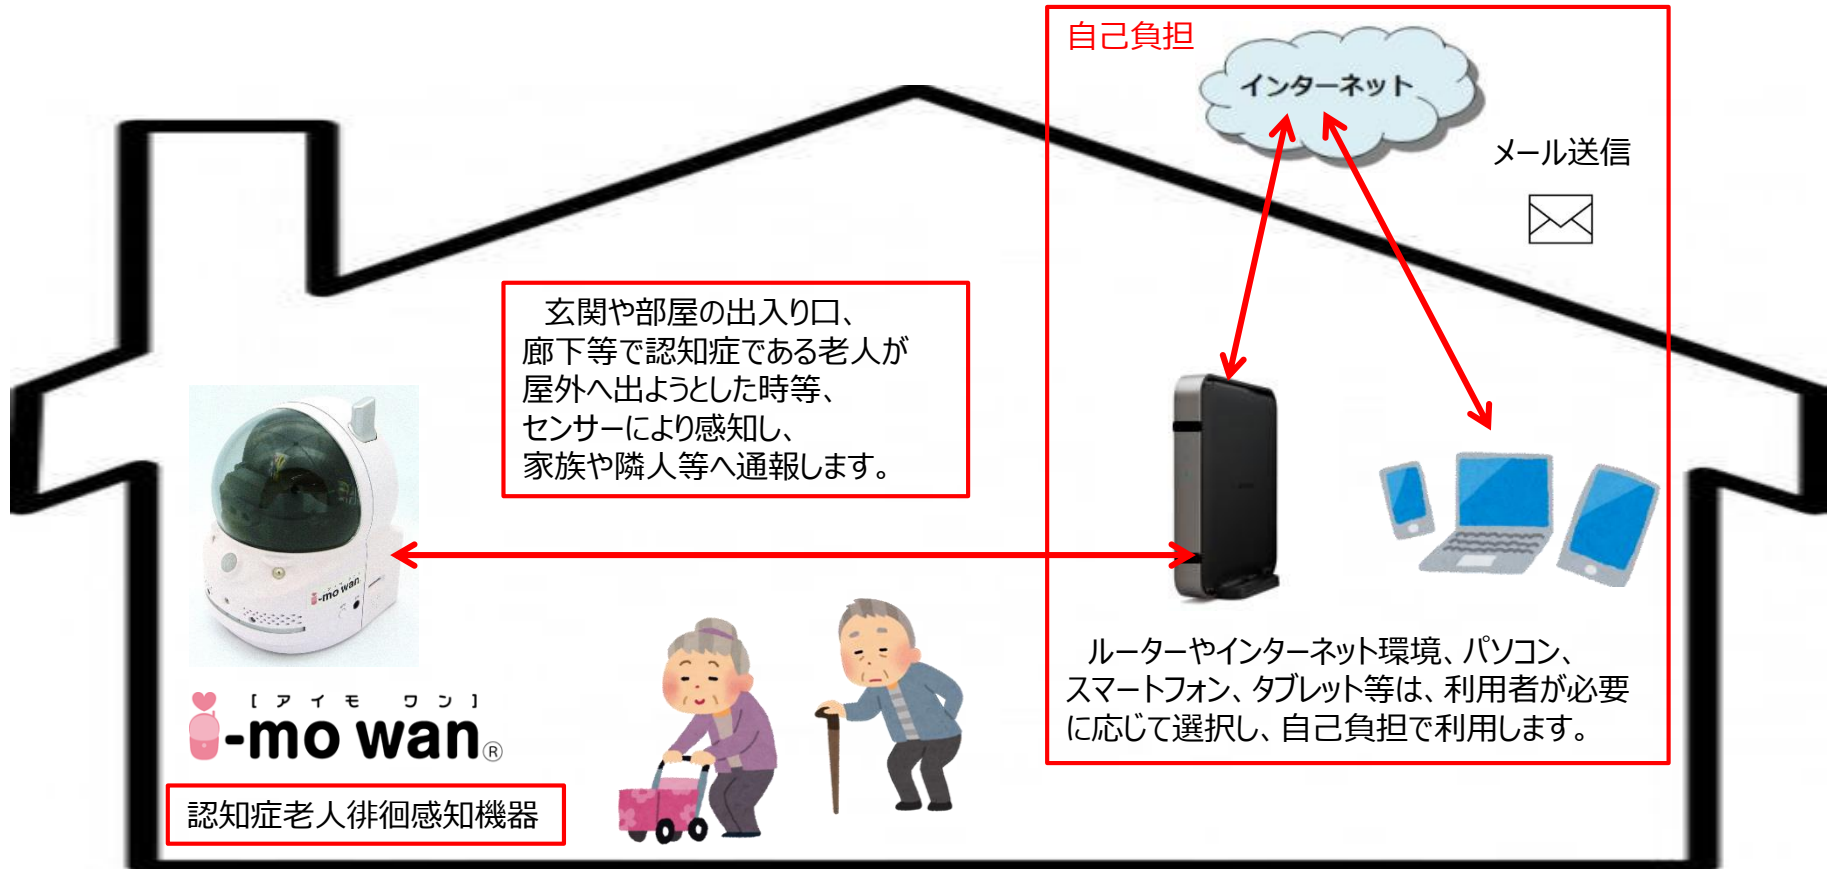 自己負担
インターネット
メール送信
玄関や部屋の出入り口、
廊下等で認知症である老人が
屋外へ出ようとした時等、
センサーにより感知し、
家族や隣人等へ通報します。
i-mo wan
[アイモ ワン]
i-mo wan®
認知症老人徘徊感知機器
ルーターやインターネット環境、パソコン、
スマートフォン、タブレット等は、利用者が必要
に応じて選択し、自己負担で利用します。